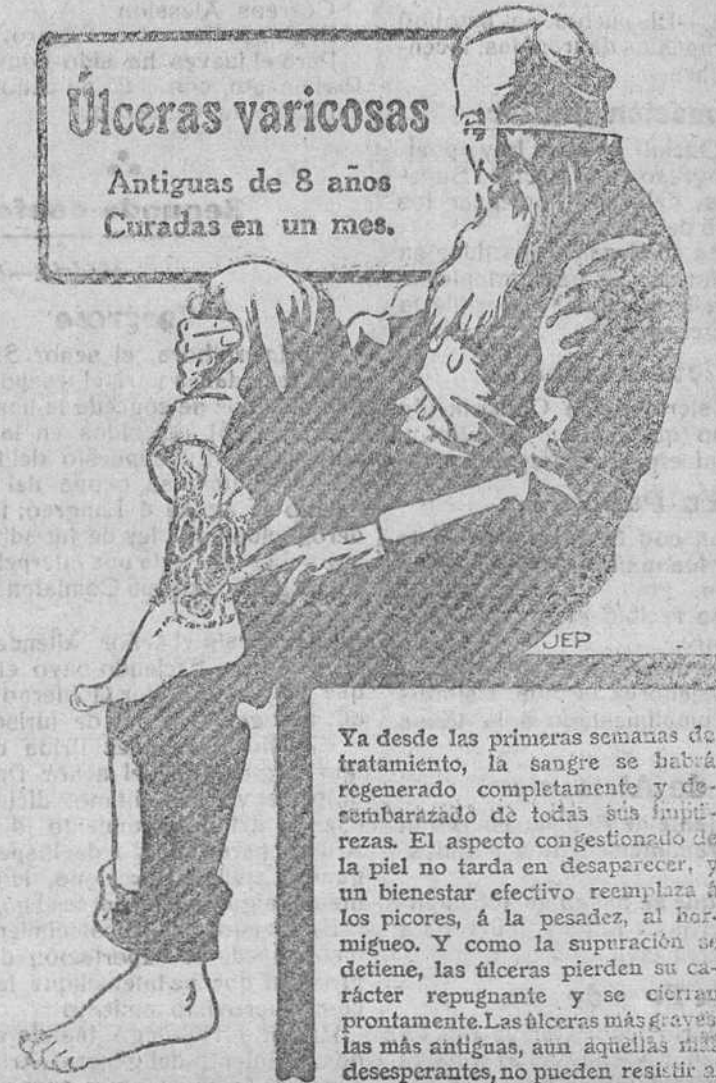 Úlceras varicosas
Antiguas de 8 años
Curadas en un mes.
JEP
Ya desde las primeras semanas de
tratamiento, la sangre se habrá
regenerado completamente y de-
sembarazado de todas sus impu-
rezas. El aspecto congestionado de
la piel no tarda en desaparecer, y
un bienestar efectivo reemplaza á
los picores, á la pesadez, al hor-
migueo. Y como la supuración se
detiene, las úlceras pierden su ca-
rácter repugnante y se cierran
prontamente. Las úlceras más graves
las más antiguas, aun aquellas más
desesperantes, no pueden resistir a